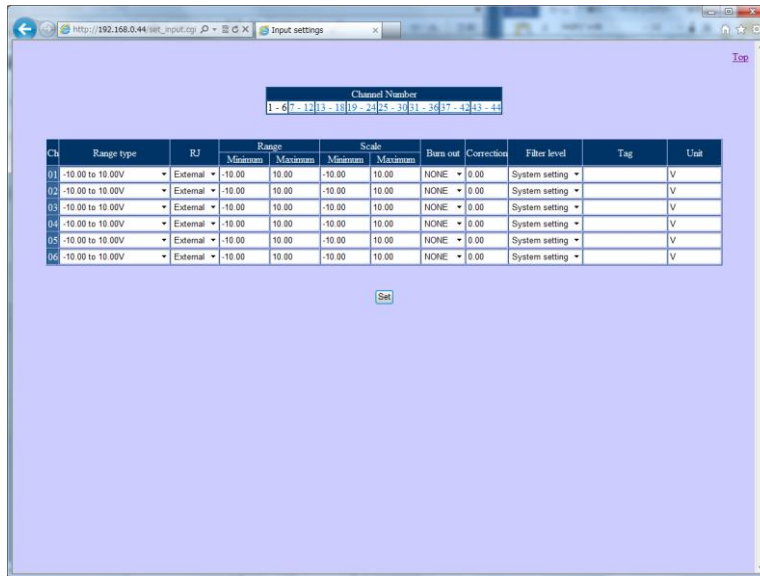 http://192.168.0.44/set_input.cgi
Input settings
Top
Channel Number
1 - 6 7 - 12 13 - 18 19 - 24 25 - 30 31 - 36 37 - 42 43 - 44
Ch Range type RJ Range Scale Burn out Correction Filter level Tag Unit
Minimum Maximum Minimum Maximum
01 -10.00 to 10.00V External -10.00 10.00 -10.00 10.00 NONE 0.00 System setting V
02 -10.00 to 10.00V External -10.00 10.00 -10.00 10.00 NONE 0.00 System setting V
03 -10.00 to 10.00V External -10.00 10.00 -10.00 10.00 NONE 0.00 System setting V
04 -10.00 to 10.00V External -10.00 10.00 -10.00 10.00 NONE 0.00 System setting V
05 -10.00 to 10.00V External -10.00 10.00 -10.00 10.00 NONE 0.00 System setting V
06 -10.00 to 10.00V External -10.00 10.00 -10.00 10.00 NONE 0.00 System setting V
Set